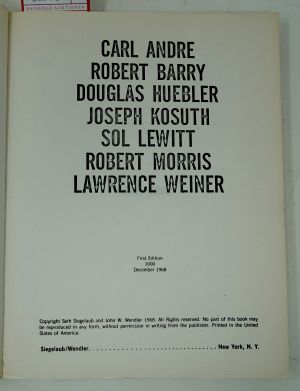 BASSENGE AUKTIONEN
CARL ANDRE
ROBERT BARRY
DOUGLAS HUEBLER
JOSEPH KOSUTH
SOL LEWITT
ROBERT MORRIS
LAWRENCE WEINER
First Edition
1000
December 1968
Copyright Seth Siegelaub and John W. Wendler 1968. All Rights reserved. No part of this book may
be reproduced in any form, without permission in writing from the publisher. Printed in the United
States of America.
Siegelaub/Wendler. . . . . . . . . . . . . . . . . . . . . . . . . . . . . . . . New York, N. Y.